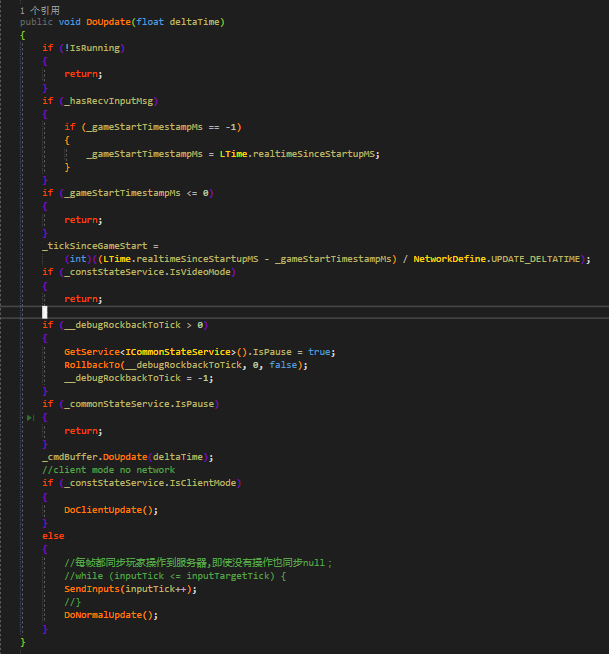 1 个引用
public void DoUpdate(float deltaTime)
{
if (!IsRunning)
{
return;
}
if (_hasRecvInputMsg)
{
if (_gameStartTimestampMs == -1)
{
_gameStartTimestampMs = LTime.realtimeSinceStartupMS;
}
}
if (_gameStartTimestampMs <= 0)
{
return;
}
_tickSinceGameStart =
(int)((LTime.realtimeSinceStartupMS - _gameStartTimestampMs) / NetworkDefine.UPDATE_DELTATIME);
if (_constStateService.IsVideoMode)
{
return;
if (__debugRockbackToTick > 0)
{
GetService<ICommonStateService>().IsPause = true;
RollbackTo(__debugRockbackToTick, 0, false);
__debugRockbackToTick = -1;
}
if (_commonStateService.IsPause)
{
return;
}
_cmdBuffer.DoUpdate(deltaTime);
//client mode no network
if (_constStateService.IsClientMode)
{
DoClientUpdate();
}
else
{
//每帧都同步玩家操作到服务器,即使没有操作也同步null；
//while (inputTick <= inputTargetTick) {
SendInputs(inputTick++);
//}
DoNormalUpdate();
}
}